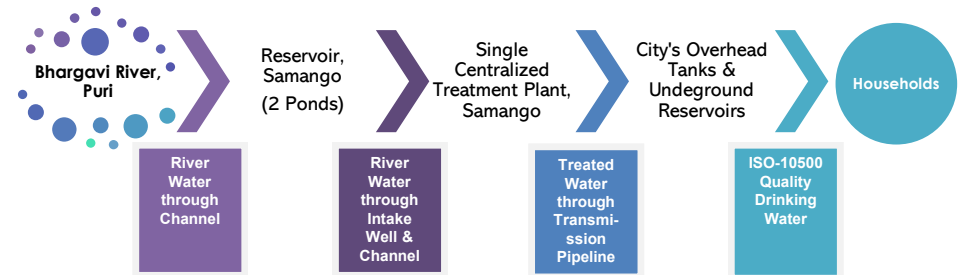 Bhargavi River,
Puri
Reservoir,
Samango
(2 Ponds)
Single
Centralized
Treatment Plant,
Samango
City's Overhead
Tanks &
Undeground
Reservoirs
Households
River
Water
through
Channel
River
Water
through
Intake
Well &
Channel
Treated
Water
through
Transmi-
ssion
Pipeline
ISO-10500
Quality
Drinking
Water